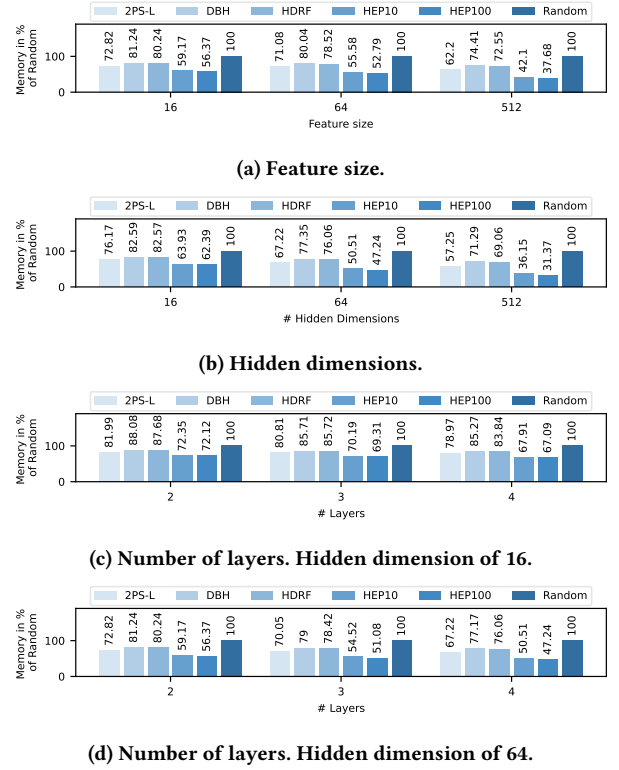 2PS-L DBH HDRF HEP10 HEP100 Random
Memory in %
of Random
100
0
72.82 81.24 80.24 59.17 56.37 100
71.08 80.04 78.52 55.58 52.79 100
62.2 74.41 72.55 42.1 37.68 100
16 64 512
Feature size
(a) Feature size.
2PS-L DBH HDRF HEP10 HEP100 Random
Memory in %
of Random
100
0
76.17 82.59 82.57 63.93 62.39 100
67.22 77.35 76.06 50.51 47.24 100
57.25 71.29 69.06 36.15 31.37 100
16 64 512
# Hidden Dimensions
(b) Hidden dimensions.
2PS-L DBH HDRF HEP10 HEP100 Random
Memory in %
of Random
100
0
81.99 88.08 87.68 72.35 72.12 100
80.81 85.71 85.72 70.19 69.31 100
78.97 85.27 83.84 67.91 67.09 100
2 3 4
# Layers
(c) Number of layers. Hidden dimension of 16.
2PS-L DBH HDRF HEP10 HEP100 Random
Memory in %
of Random
100
0
72.82 81.24 80.24 59.17 56.37 100
70.05 79 78.42 54.52 51.08 100
67.22 77.17 76.06 50.51 47.24 100
2 3 4
# Layers
(d) Number of layers. Hidden dimension of 64.